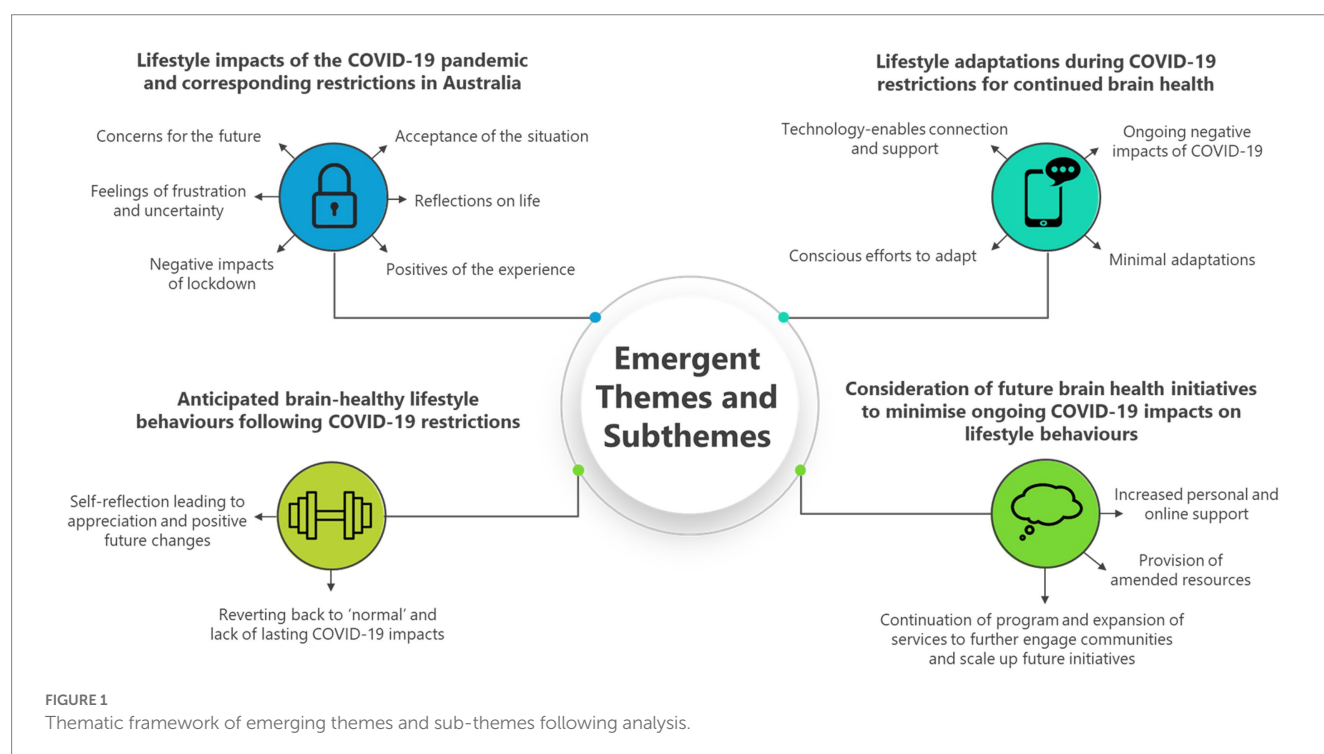 Lifestyle impacts of the COVID-19 pandemic
and corresponding restrictions in Australia
Concerns for the future
Acceptance of the situation
Feelings of frustration
and uncertainty
Reflections on life
Negative impacts
of lockdown
Positives of the experience
Lifestyle adaptations during COVID-19
restrictions for continued brain health
Technology-enables connection
and support
Ongoing negative
impacts of COVID-19
Conscious efforts to adapt
Minimal adaptations
Emergent
Themes and
Subthemes
Anticipated brain-healthy lifestyle
behaviours following COVID-19 restrictions
Self-reflection leading to
appreciation and positive
future changes
Reverting back to ‘normal’ and
lack of lasting COVID-19 impacts
Consideration of future brain health initiatives
to minimise ongoing COVID-19 impacts on
lifestyle behaviours
Increased personal and
online support
Provision of
amended resources
Continuation of program and expansion of
services to further engage communities
and scale up future initiatives
FIGURE 1
Thematic framework of emerging themes and sub-themes following analysis.